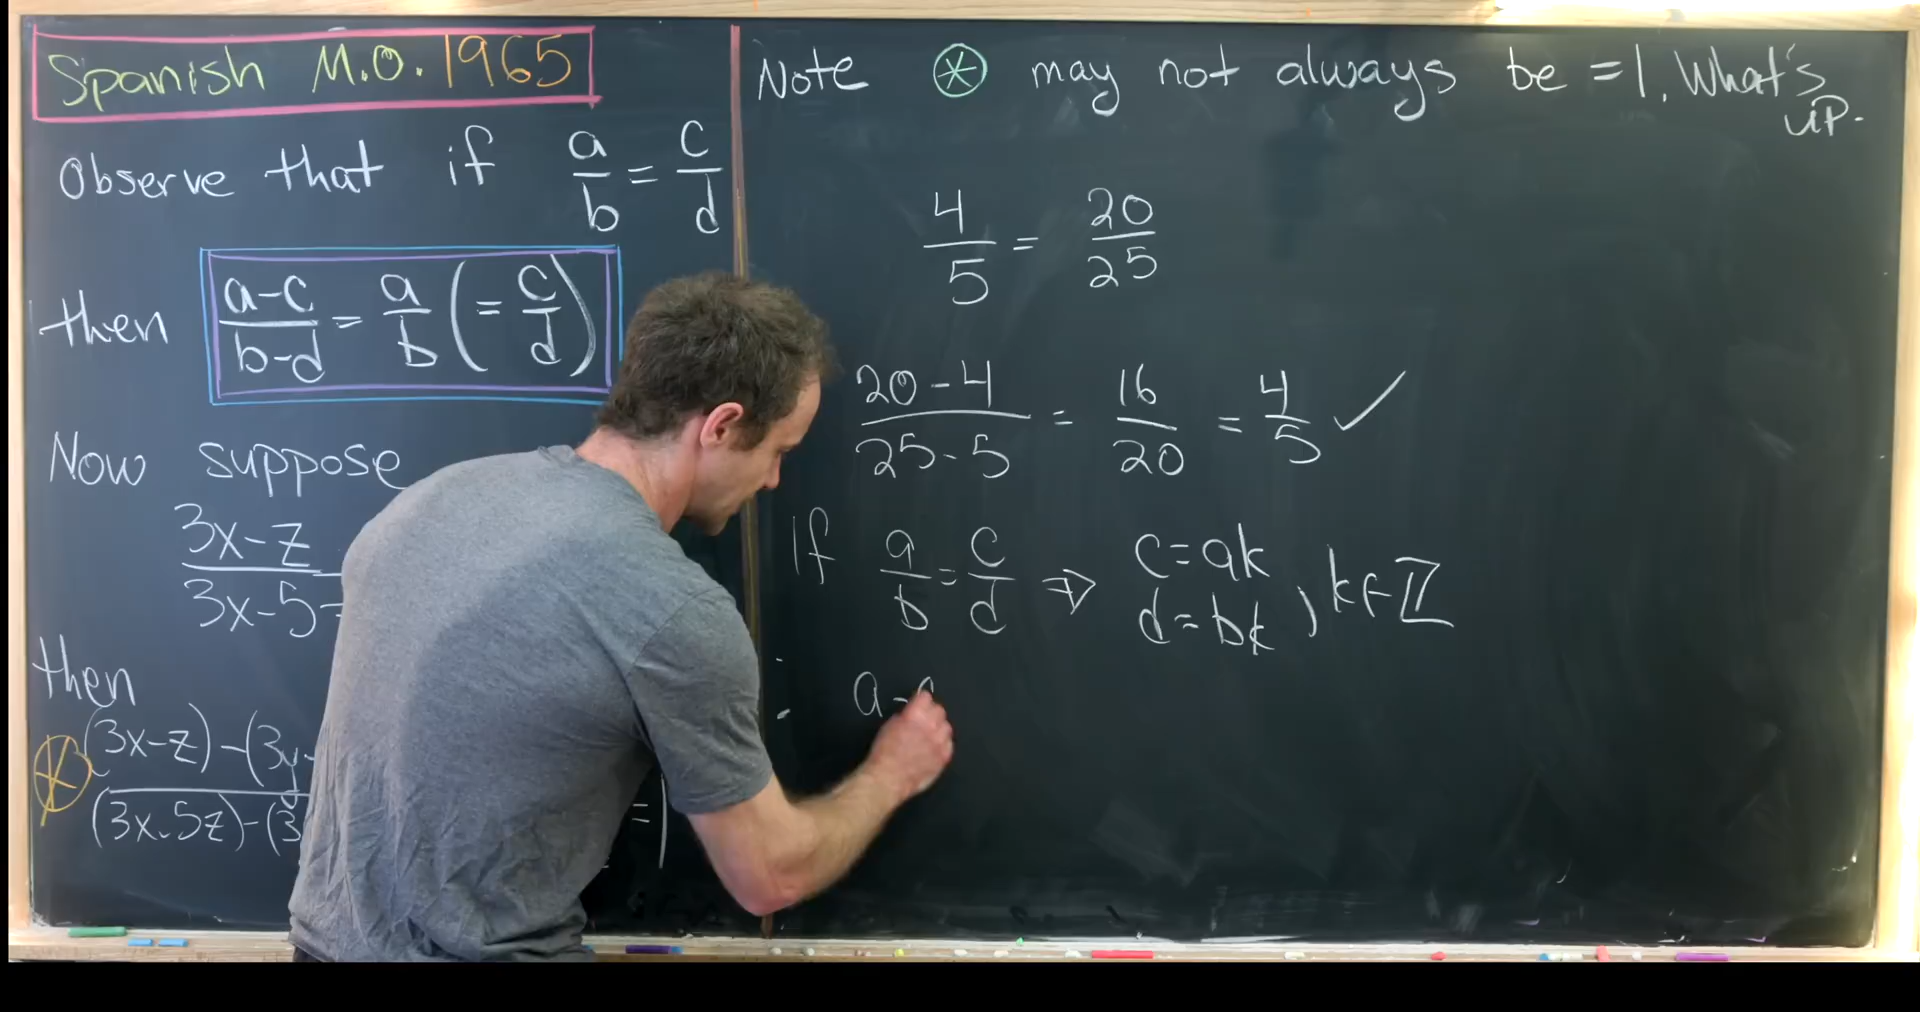 Spanish M.O. 1965
Observe that if a/b = c/d
then (a-c)/(b-d) = a/b (= c/d)
Now suppose
3x-z
3x-5z
then
⊛ (3x-z)-(3y-
(3x-5z)-(3
= 1
Note ⊛ may not always be =1. What's
up.
4/5 = 20/25
(20-4)/(25-5) = 16/20 = 4/5 ✓
If a/b = c/d ⇒ c=ak
d=bk , k∈ℤ
a-